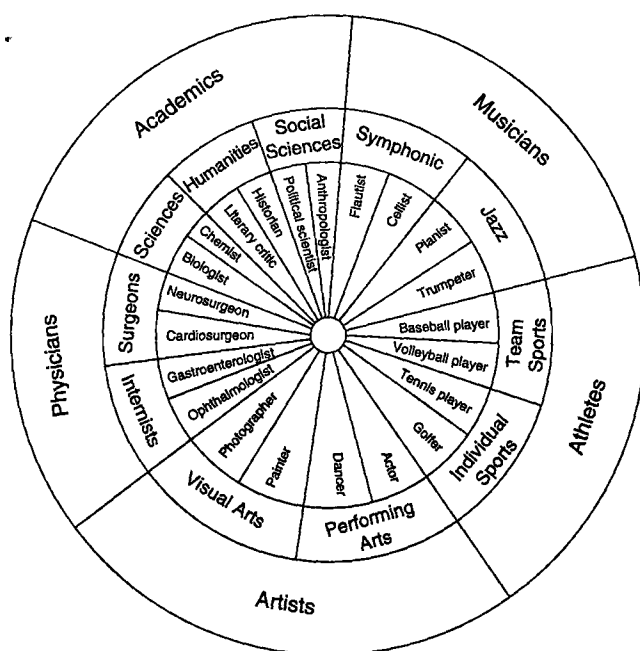 Academics
Musicians
Athletes
Artists
Physicians
Social
Sciences
Symphonic
Jazz
Team
Sports
Individual
Sports
Performing
Arts
Visual Arts
Internists
Surgeons
Sciences
Humanities
Anthropologist
Flautist
Cellist
Pianist
Trumpeter
Baseball player
Volleyball player
Tennis player
Golfer
Actor
Dancer
Painter
Photographer
Ophthalmologist
Gastroenterologist
Cardiosurgeon
Neurosurgeon
Biologist
Chemist
Literary critic
Historian
Political scientist